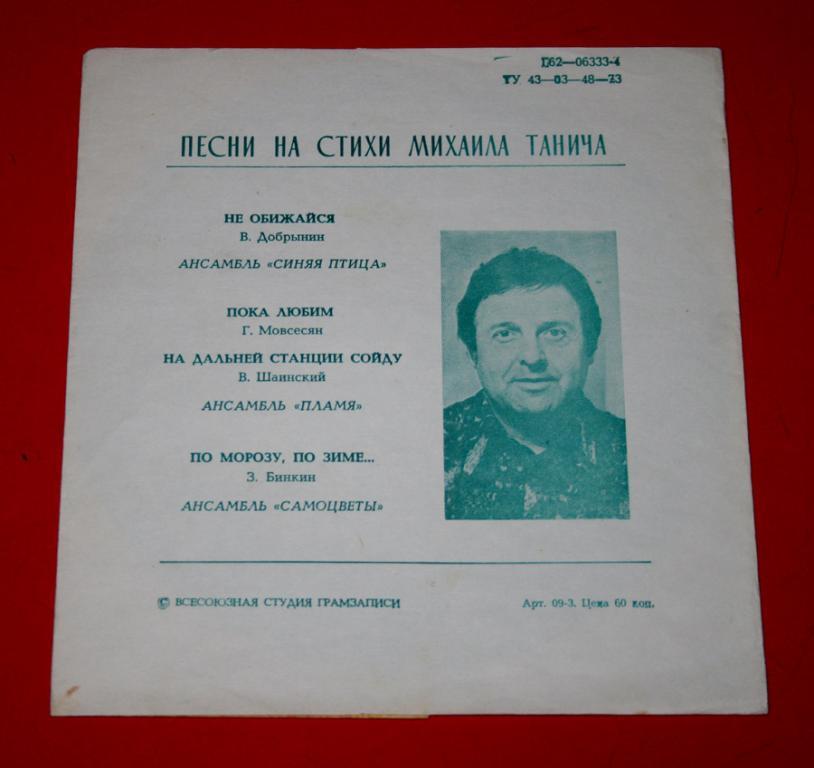 Г62—06333-4
ТУ 43—03—48—73
ПЕСНИ НА СТИХИ МИХАИЛА ТАНИЧА
НЕ ОБИЖАЙСЯ
В. Добрынин
АНСАМБЛЬ «СИНЯЯ ПТИЦА»
ПОКА ЛЮБИМ
Г. Мовсесян
НА ДАЛЬНЕЙ СТАНЦИИ СОЙДУ
В. Шаинский
АНСАМБЛЬ «ПЛАМЯ»
ПО МОРОЗУ, ПО ЗИМЕ...
З. Бинкин
АНСАМБЛЬ «САМОЦВЕТЫ»
© ВСЕСОЮЗНАЯ СТУДИЯ ГРАМЗАПИСИ
Арт. 09-3. Цена 60 коп.